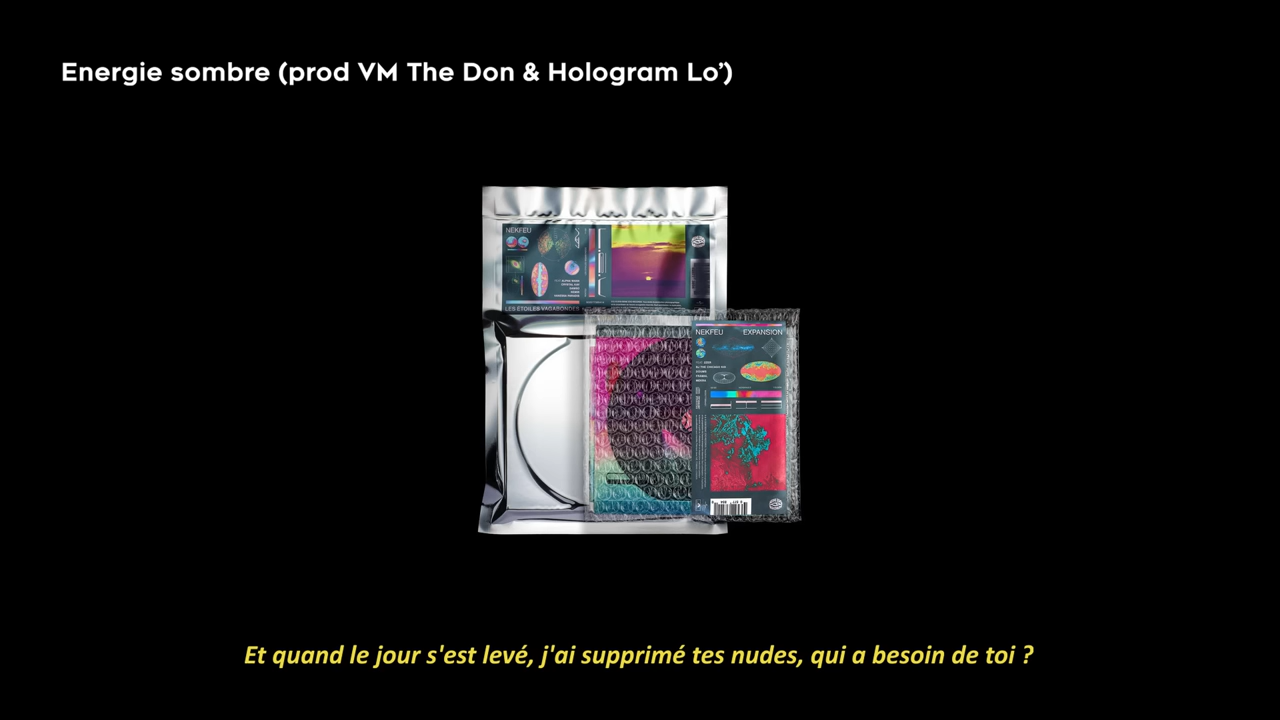 Energie sombre (prod VM The Don & Hologram Lo’)
NEKFEU
LES ÉTOILES VAGABONDES
NEKFEU EXPANSION
Et quand le jour s'est levé, j'ai supprimé tes nudes, qui a besoin de toi ?